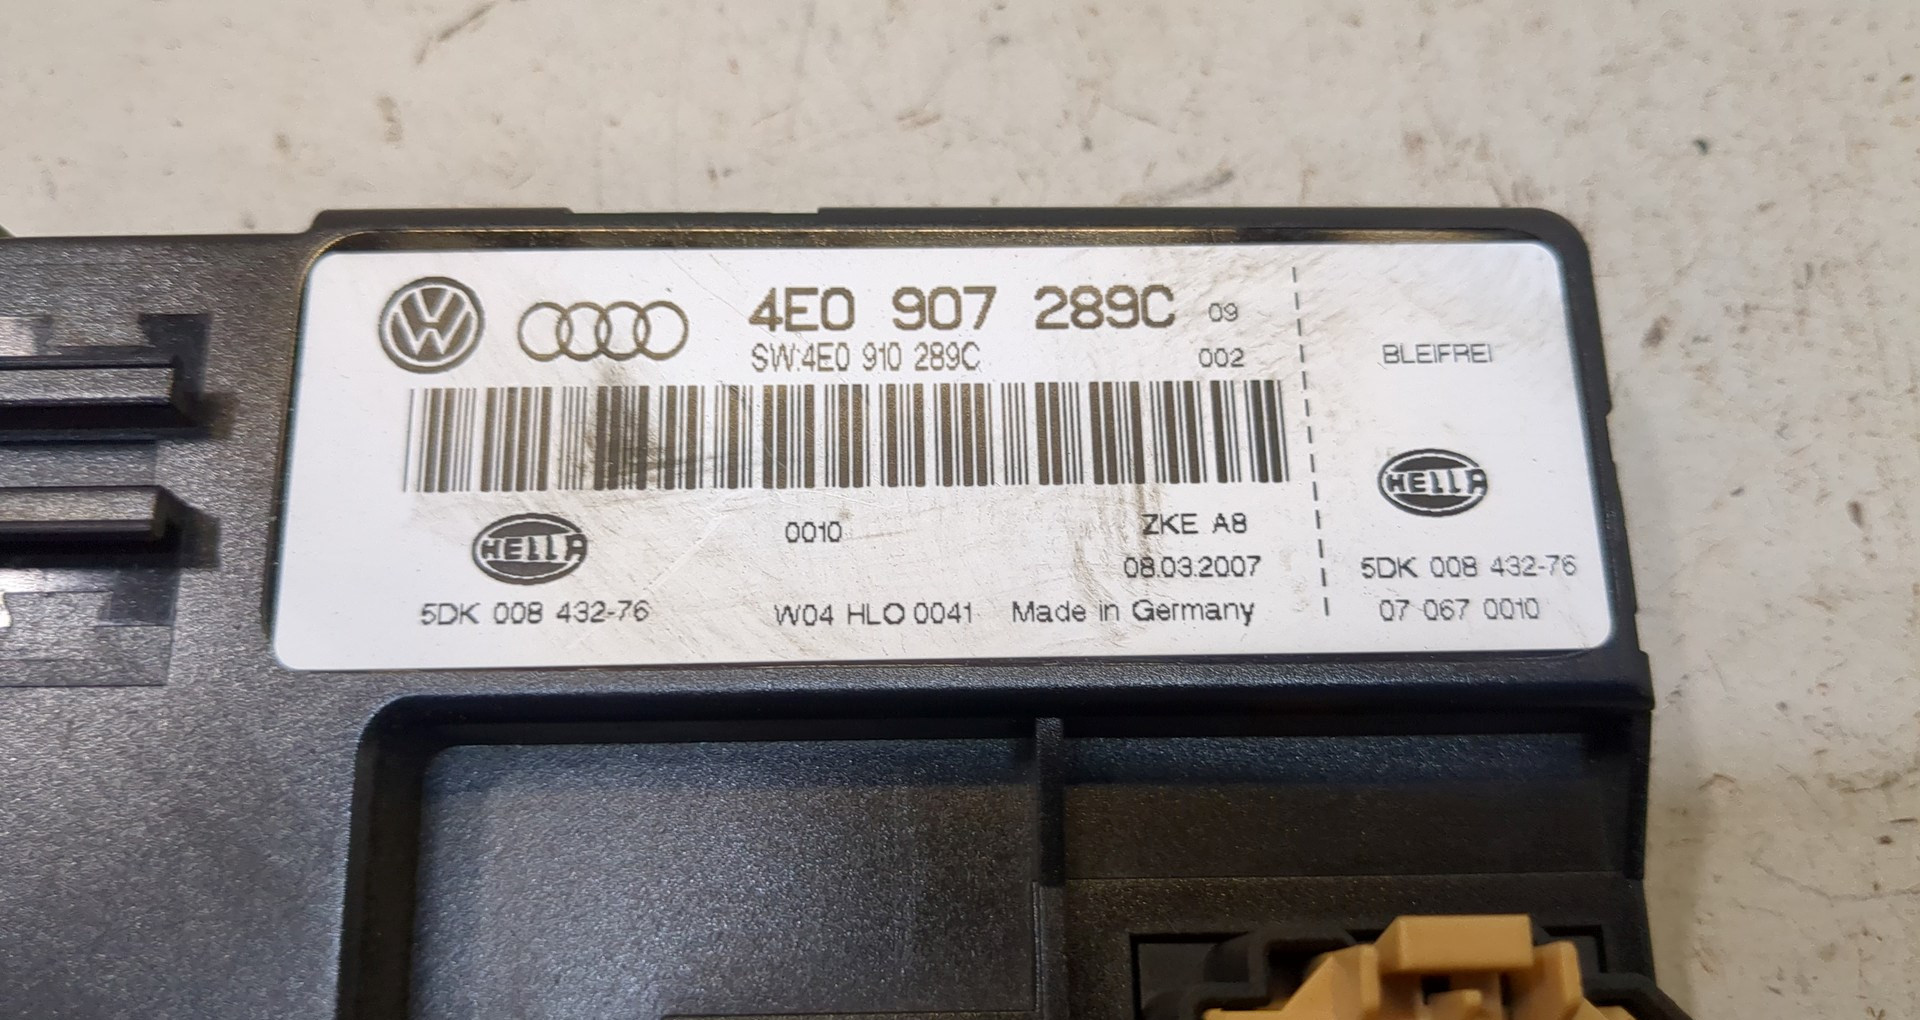 4E0 907 289C 09
SW:4E0 910 289C 002
HELLA 0010 ZKE A8
08.03.2007
5DK 008 432-76 W04 HLO 0041 Made in Germany
BLEIFREI
HELLA
5DK 008 432-76
07 067 0010